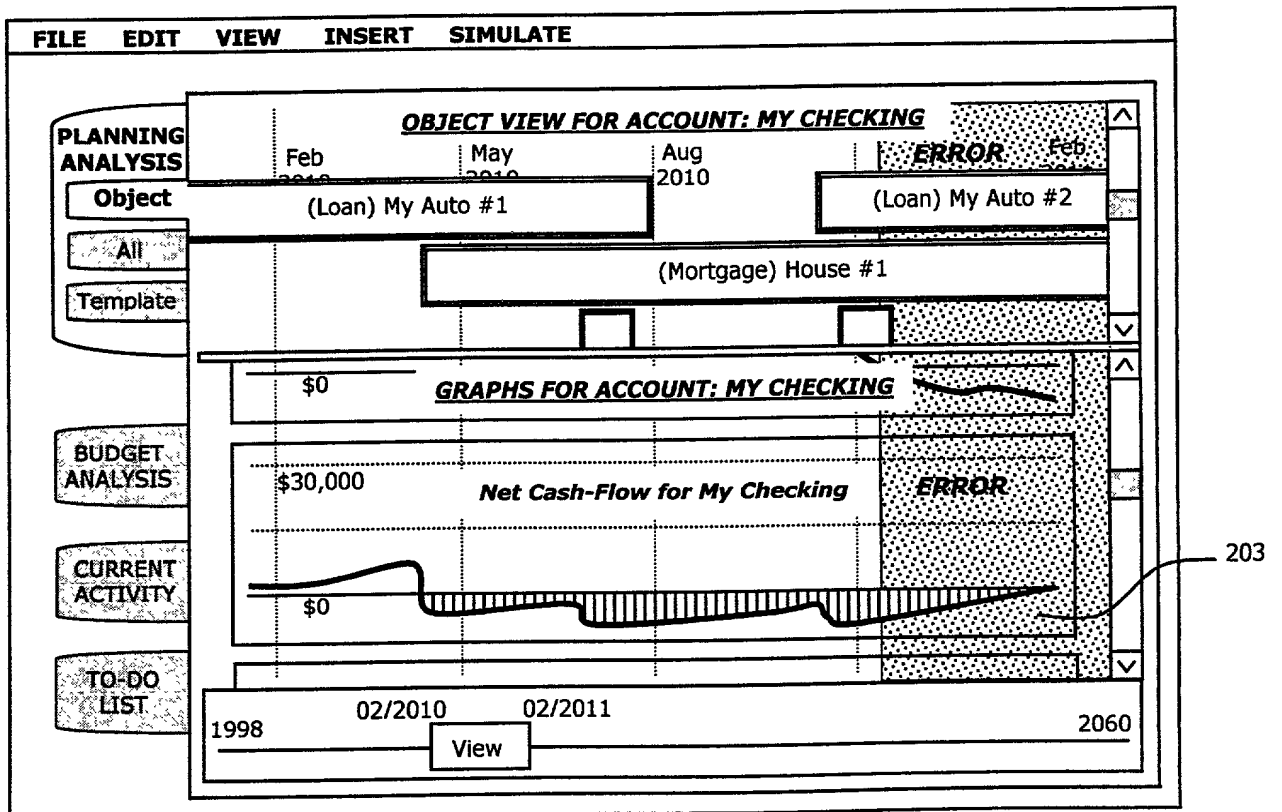 FILE EDIT VIEW INSERT SIMULATE
PLANNING
ANALYSIS
Object
All
Template
BUDGET
ANALYSIS
CURRENT
ACTIVITY
TO-DO
LIST
OBJECT VIEW FOR ACCOUNT: MY CHECKING
Feb
2010
May
2010
Aug
2010
ERROR
Feb
(Loan) My Auto #1
(Loan) My Auto #2
(Mortgage) House #1
$0
GRAPHS FOR ACCOUNT: MY CHECKING
$30,000
Net Cash-Flow for My Checking
ERROR
$0
203
02/2010 02/2011
1998
2060
View